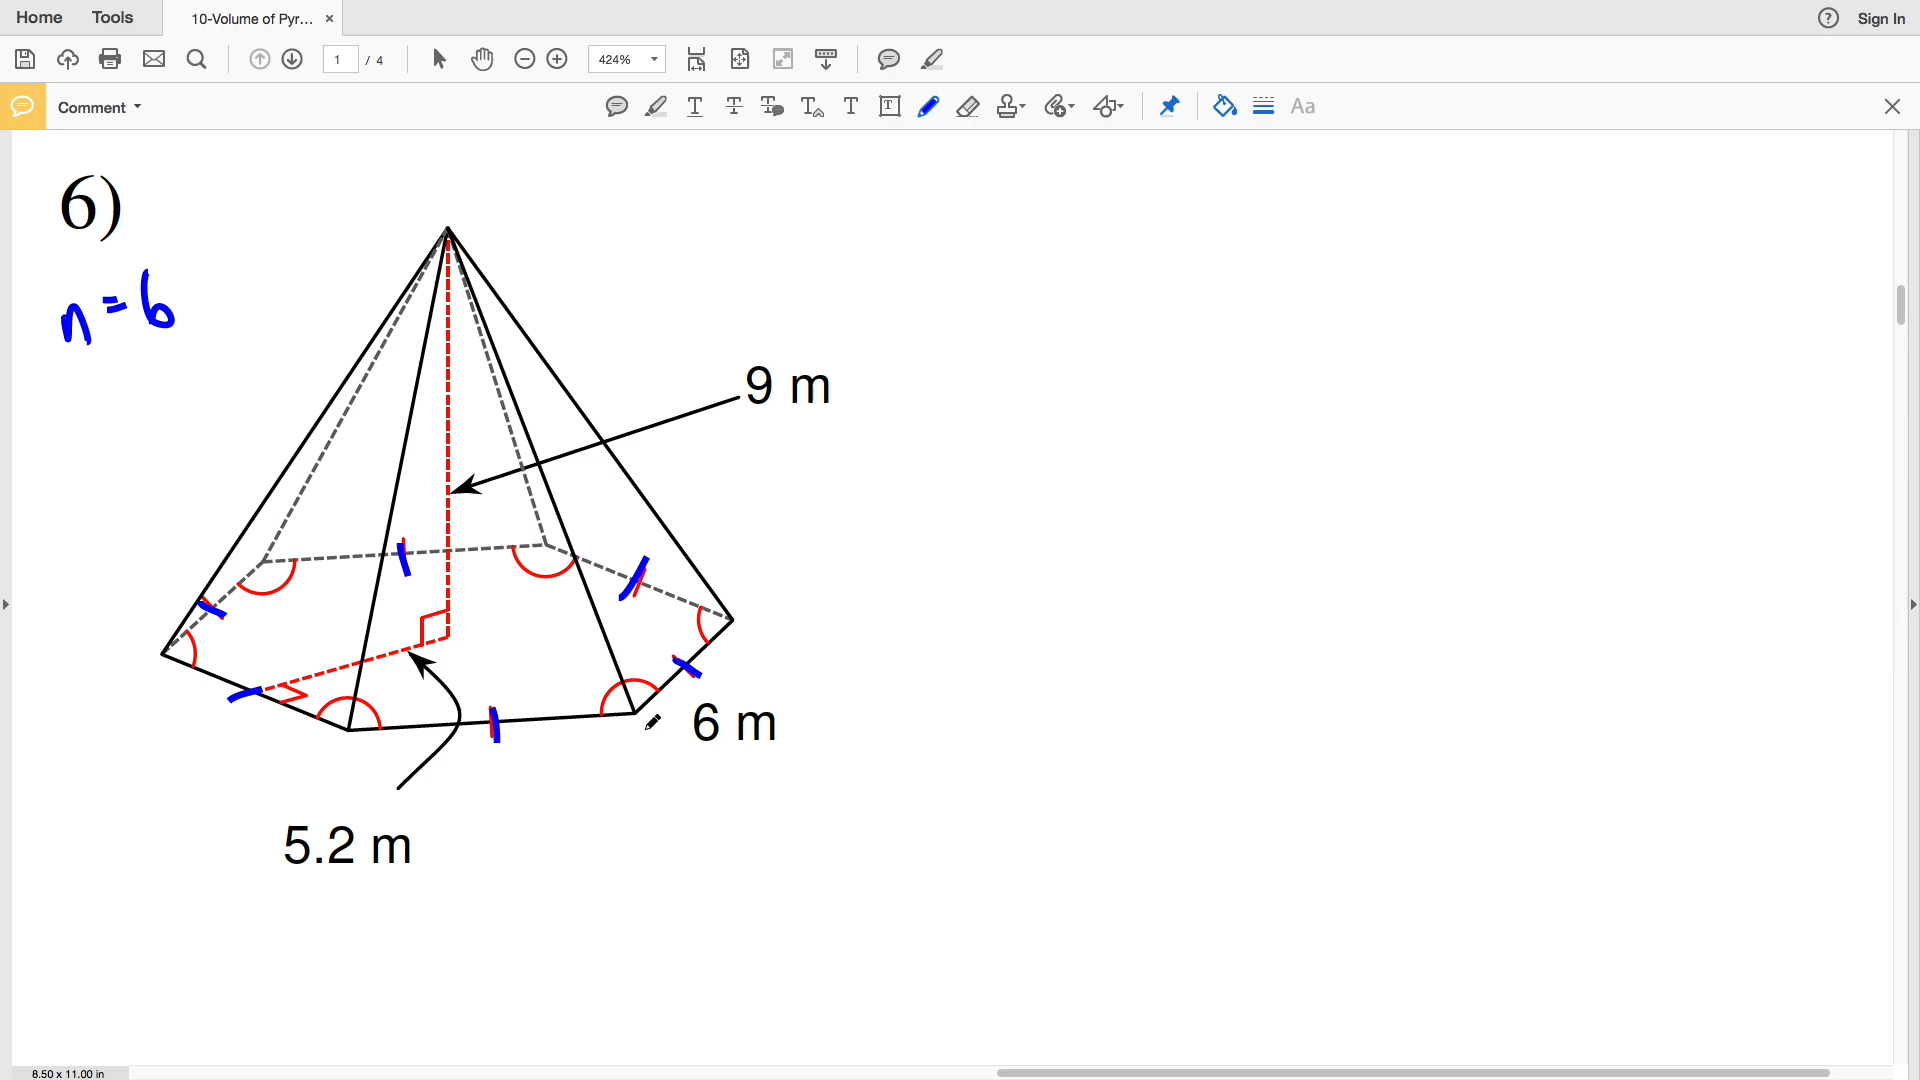 Home Tools 10-Volume of Pyr... × ? Sign In
1 / 4 424%
Comment Aa
6)
n=6
9 m
6 m
5.2 m
8.50 x 11.00 in